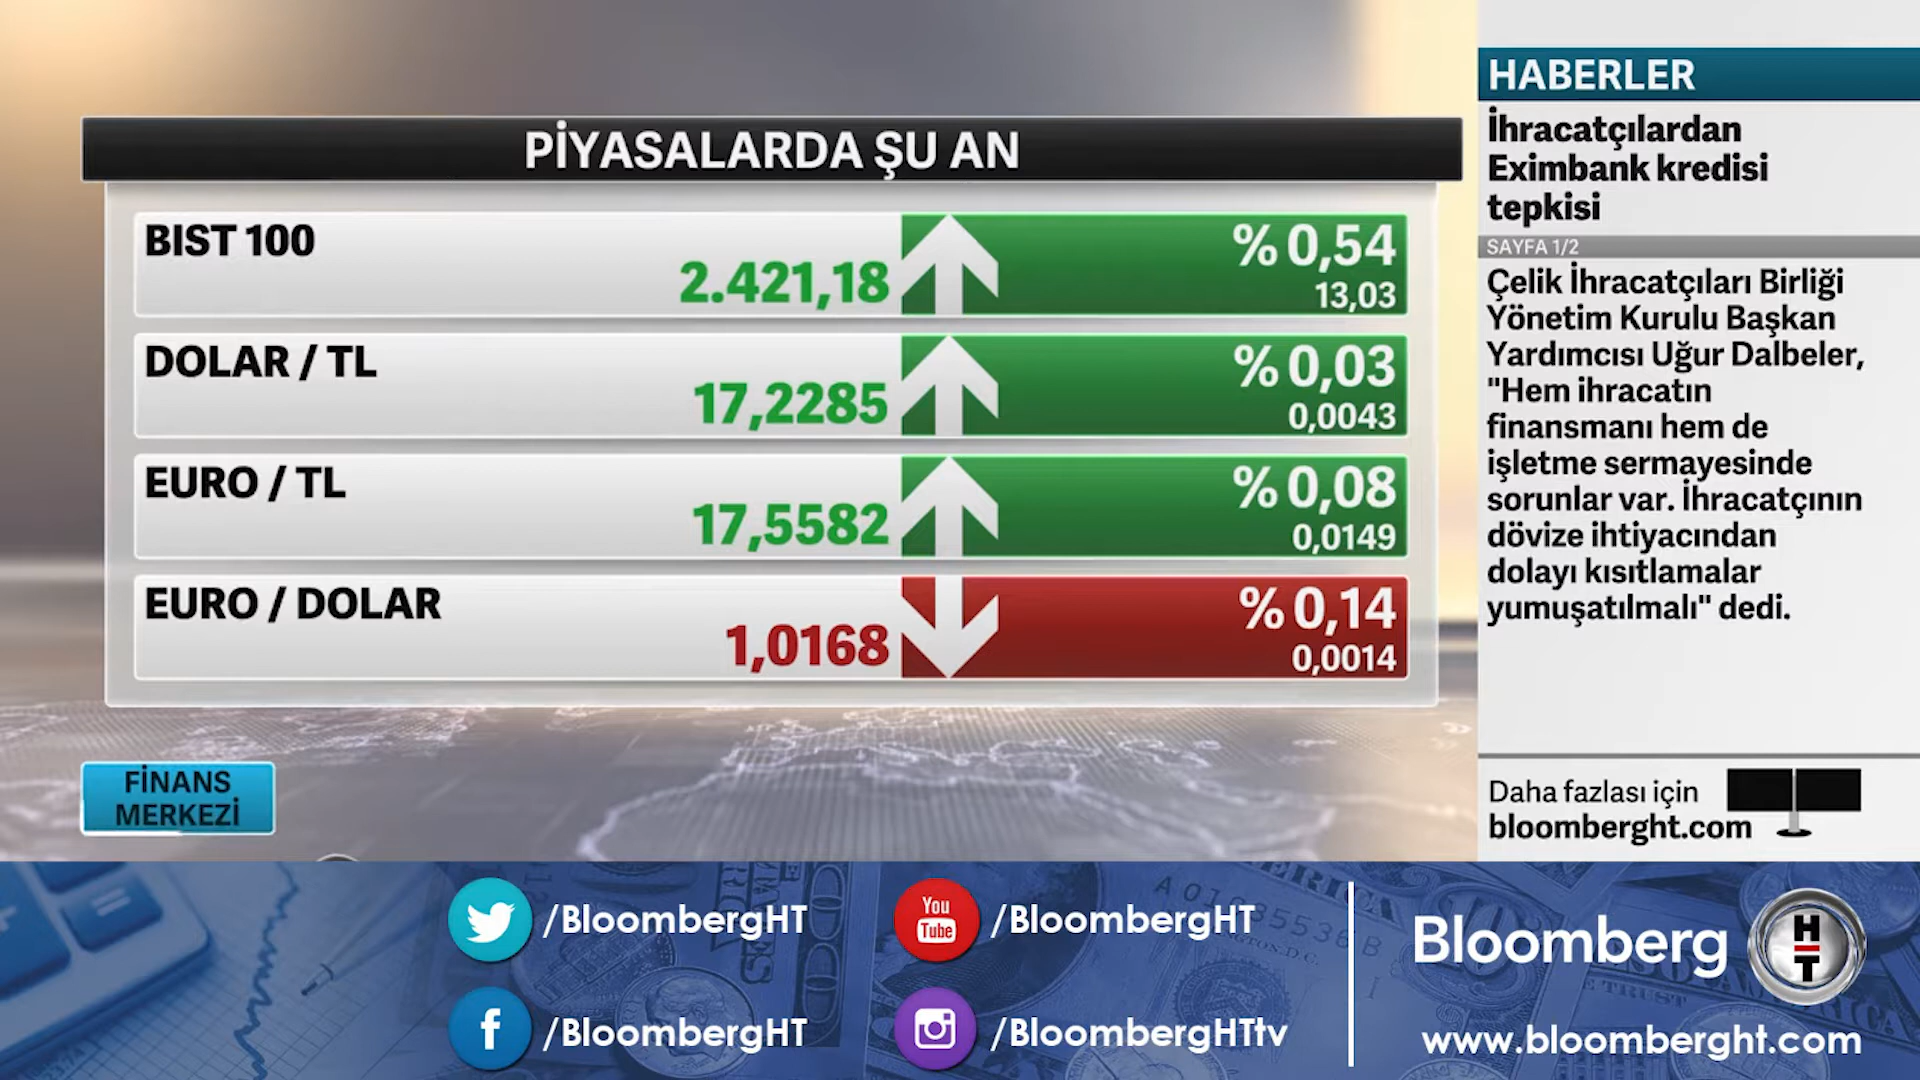 PİYASALARDA ŞU AN
BIST 100
2.421,18
% 0,54
13,03
DOLAR / TL
17,2285
% 0,03
0,0043
EURO / TL
17,5582
% 0,08
0,0149
EURO / DOLAR
1,0168
% 0,14
0,0014
FİNANS
MERKEZİ
HABERLER
İhracatçılardan
Eximbank kredisi
tepkisi
SAYFA 1/2
Çelik İhracatçıları Birliği
Yönetim Kurulu Başkan
Yardımcısı Uğur Dalbeler,
"Hem ihracatın
finansmanı hem de
işletme sermayesinde
sorunlar var. İhracatçının
dövize ihtiyacından
dolayı kısıtlamalar
yumuşatılmalı" dedi.
Daha fazlası için
bloomberght.com
/BloombergHT
You
Tube
/BloombergHT
/BloombergHT
/BloombergHTtv
Bloomberg
HT
www.bloomberght.com